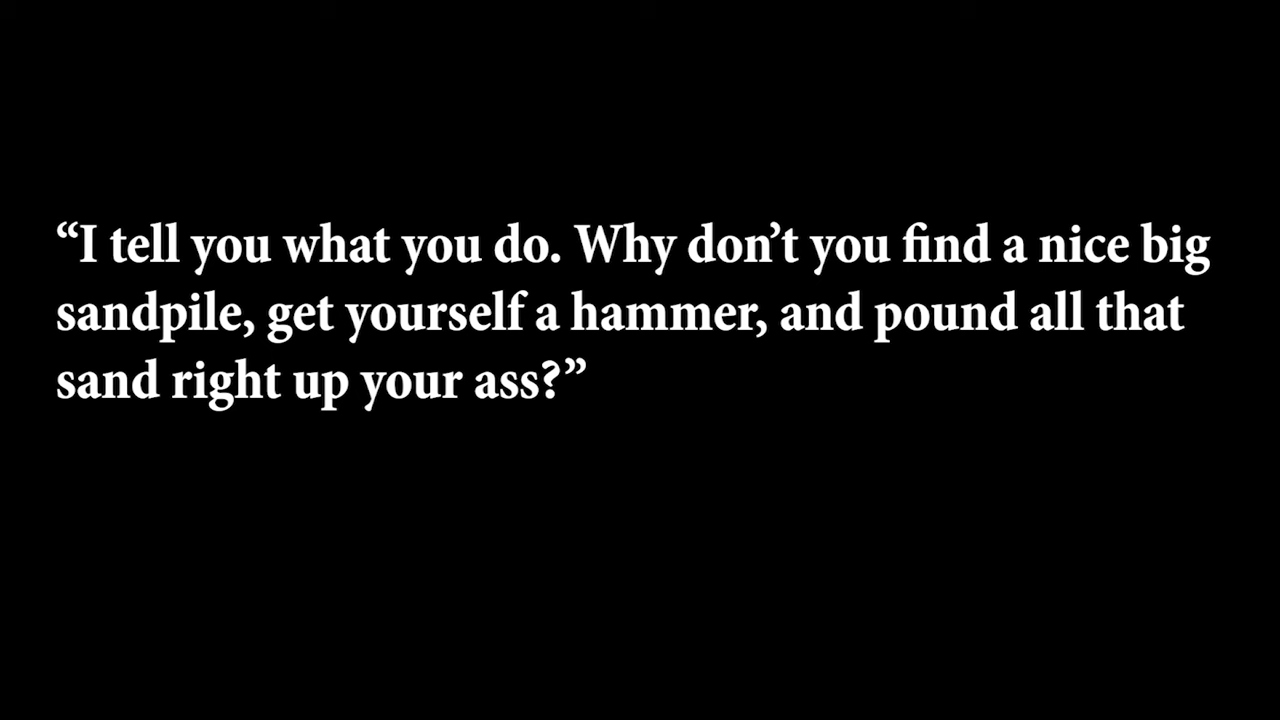 “I tell you what you do. Why don’t you find a nice big
sandpile, get yourself a hammer, and pound all that
sand right up your ass?”